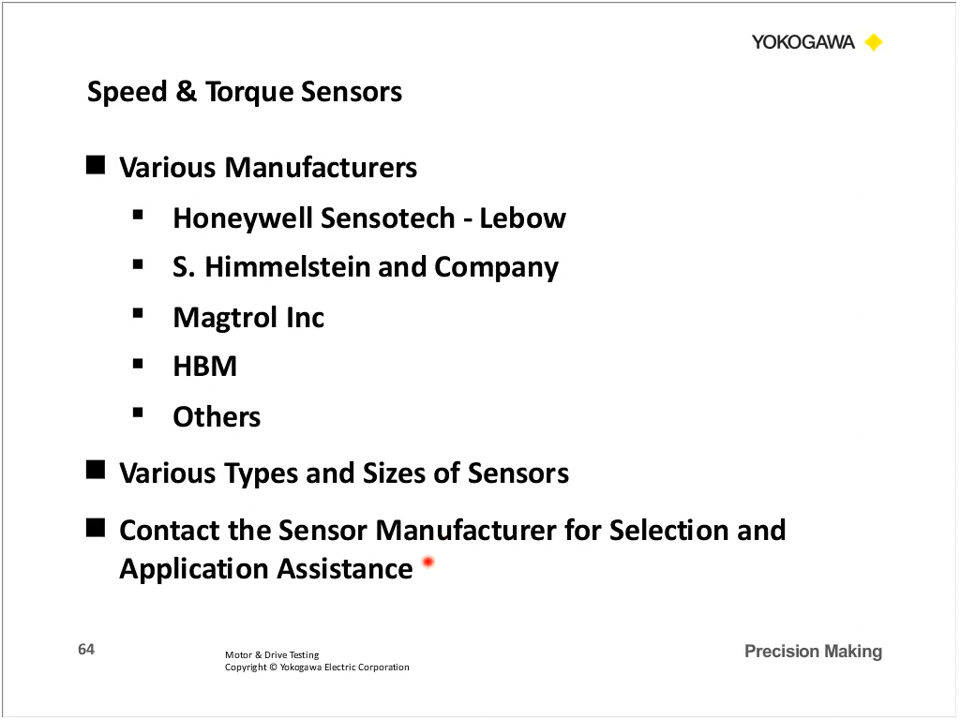 YOKOGAWA
Speed & Torque Sensors
Various Manufacturers
Honeywell Sensotech - Lebow
S. Himmelstein and Company
Magtrol Inc
HBM
Others
Various Types and Sizes of Sensors
Contact the Sensor Manufacturer for Selection and
Application Assistance
64
Motor & Drive Testing
Copyright © Yokogawa Electric Corporation
Precision Making